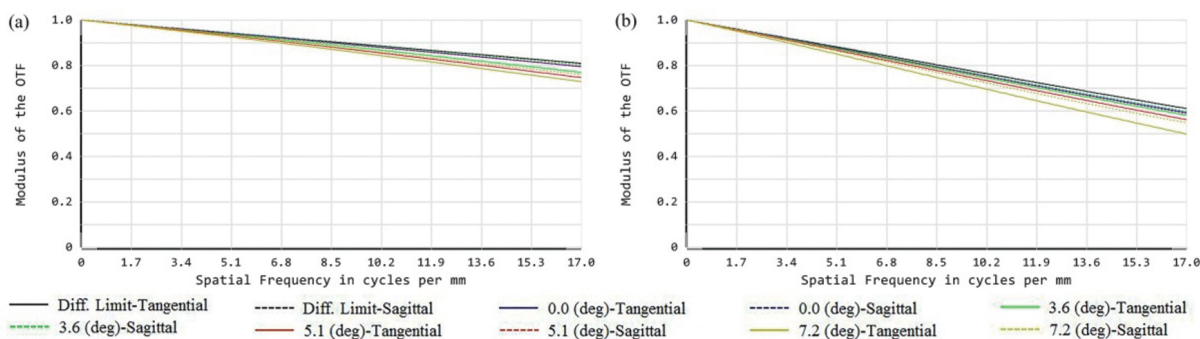 (a)
1.0
0.8
0.6
0.4
0.2
0
Modulus of the OTF
0 1.7 3.4 5.1 6.8 8.5 10.2 11.9 13.6 15.3 17.0
Spatial Frequency in cycles per mm
(b)
1.0
0.8
0.6
0.4
0.2
0
Modulus of the OTF
0 1.7 3.4 5.1 6.8 8.5 10.2 11.9 13.6 15.3 17.0
Spatial Frequency in cycles per mm
Diff. Limit-Tangential Diff. Limit-Sagittal 0.0 (deg)-Tangential 0.0 (deg)-Sagittal 3.6 (deg)-Tangential
3.6 (deg)-Sagittal 5.1 (deg)-Tangential 5.1 (deg)-Sagittal 7.2 (deg)-Tangential 7.2 (deg)-Sagittal